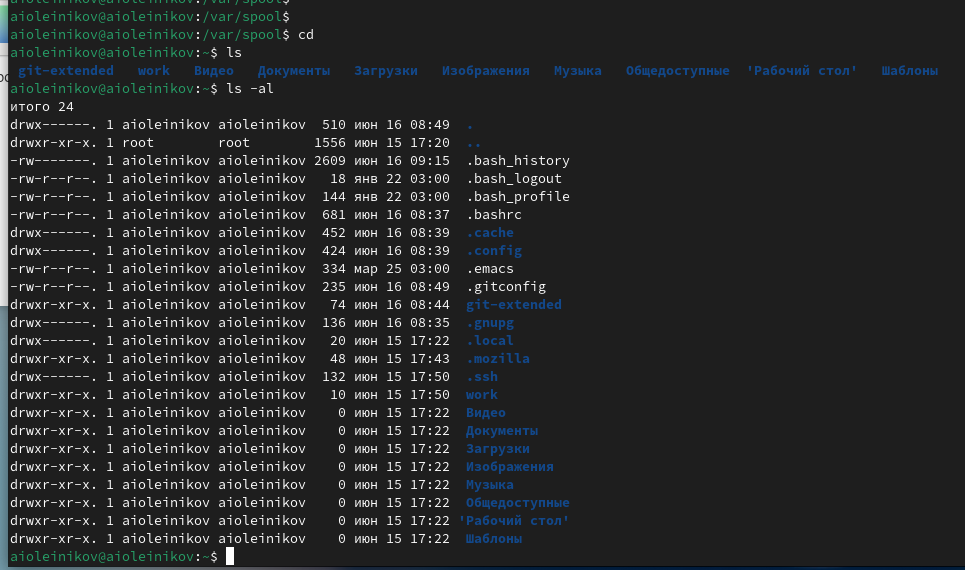 aioleinikov@aioleinikov:/var/spool$
aioleinikov@aioleinikov:/var/spool$
aioleinikov@aioleinikov:/var/spool$ cd
aioleinikov@aioleinikov:~$ ls
git-extended work Видео Документы Загрузки Изображения Музыка Общедоступные 'Рабочий стол' Шаблоны
aioleinikov@aioleinikov:~$ ls -al
итого 24
drwx------. 1 aioleinikov aioleinikov 510 июн 16 08:49 .
drwxr-xr-x. 1 root root 1556 июн 15 17:20 ..
-rw-------. 1 aioleinikov aioleinikov 2609 июн 16 09:15 .bash_history
-rw-r--r--. 1 aioleinikov aioleinikov 18 янв 22 03:00 .bash_logout
-rw-r--r--. 1 aioleinikov aioleinikov 144 янв 22 03:00 .bash_profile
-rw-r--r--. 1 aioleinikov aioleinikov 681 июн 16 08:37 .bashrc
drwx------. 1 aioleinikov aioleinikov 452 июн 16 08:39 .cache
drwx------. 1 aioleinikov aioleinikov 424 июн 16 08:39 .config
-rw-r--r--. 1 aioleinikov aioleinikov 334 мар 25 03:00 .emacs
-rw-r--r--. 1 aioleinikov aioleinikov 235 июн 16 08:49 .gitconfig
drwxr-xr-x. 1 aioleinikov aioleinikov 74 июн 16 08:44 git-extended
drwx------. 1 aioleinikov aioleinikov 136 июн 16 08:35 .gnupg
drwx------. 1 aioleinikov aioleinikov 20 июн 15 17:22 .local
drwxr-xr-x. 1 aioleinikov aioleinikov 48 июн 15 17:43 .mozilla
drwx------. 1 aioleinikov aioleinikov 132 июн 15 17:50 .ssh
drwxr-xr-x. 1 aioleinikov aioleinikov 10 июн 15 17:50 work
drwxr-xr-x. 1 aioleinikov aioleinikov 0 июн 15 17:22 Видео
drwxr-xr-x. 1 aioleinikov aioleinikov 0 июн 15 17:22 Документы
drwxr-xr-x. 1 aioleinikov aioleinikov 0 июн 15 17:22 Загрузки
drwxr-xr-x. 1 aioleinikov aioleinikov 0 июн 15 17:22 Изображения
drwxr-xr-x. 1 aioleinikov aioleinikov 0 июн 15 17:22 Музыка
drwxr-xr-x. 1 aioleinikov aioleinikov 0 июн 15 17:22 Общедоступные
drwxr-xr-x. 1 aioleinikov aioleinikov 0 июн 15 17:22 'Рабочий стол'
drwxr-xr-x. 1 aioleinikov aioleinikov 0 июн 15 17:22 Шаблоны
aioleinikov@aioleinikov:~$